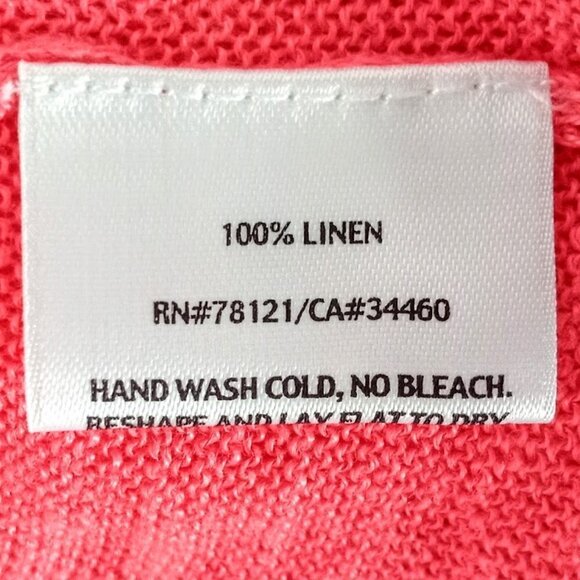 100% LINEN
RN#78121/CA#34460
HAND WASH COLD, NO BLEACH.
RESHAPE AND LAY FLAT TO DRY